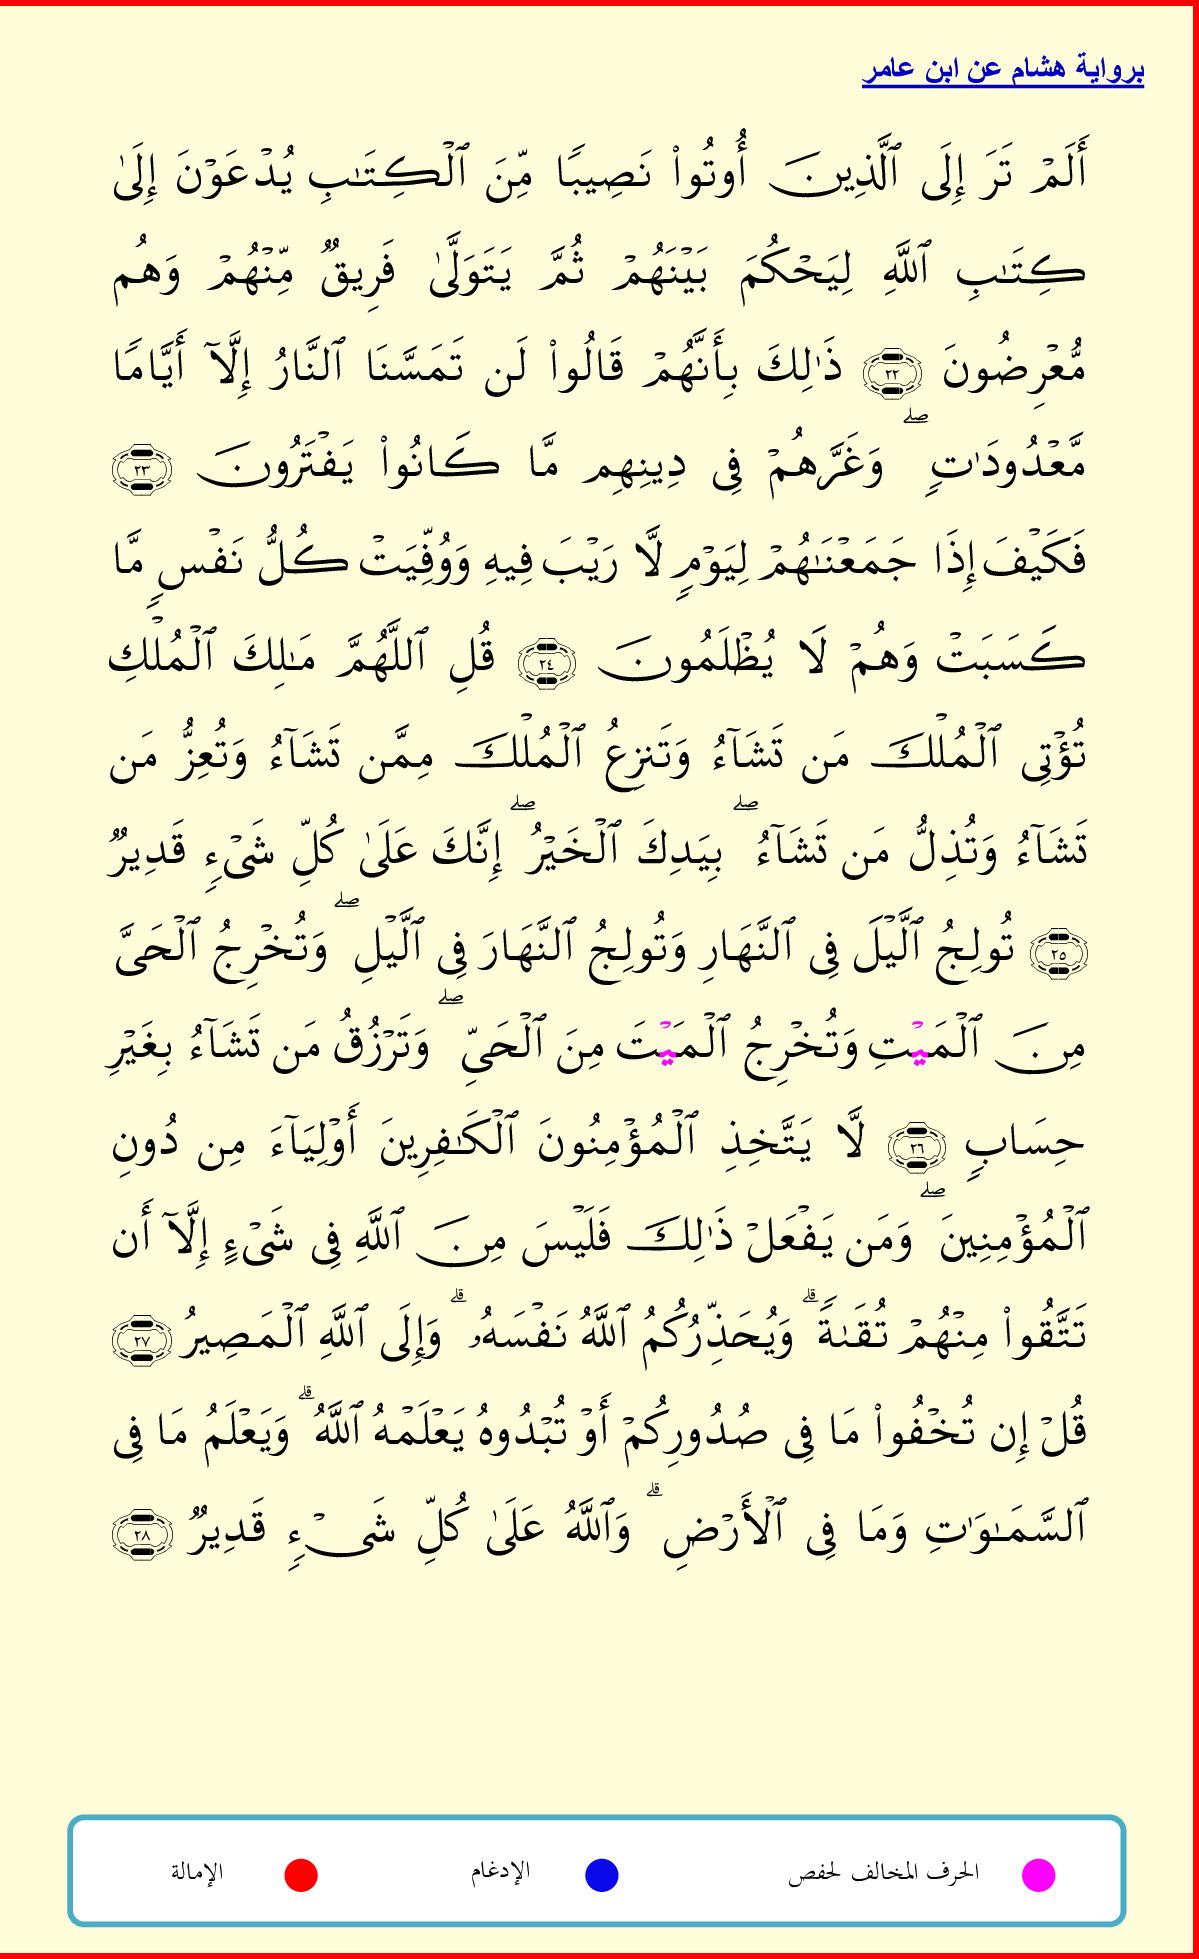 برواية هشام عن ابن عامر
أَلَمۡ تَرَ إِلَى ٱلَّذِينَ أُوتُواْ نَصِيبٗا مِّنَ ٱلۡكِتَٰبِ يُدۡعَوۡنَ إِلَىٰ
كِتَٰبِ ٱللَّهِ لِيَحۡكُمَ بَيۡنَهُمۡ ثُمَّ يَتَوَلَّىٰ فَرِيقٞ مِّنۡهُمۡ وَهُم
مُّعۡرِضُونَ ٢٢ ذَٰلِكَ بِأَنَّهُمۡ قَالُواْ لَن تَمَسَّنَا ٱلنَّارُ إِلَّآ أَيَّامٗا
مَّعۡدُودَٰتٖۖ وَغَرَّهُمۡ فِي دِينِهِم مَّا كَانُواْ يَفۡتَرُونَ ٢٣
فَكَيۡفَ إِذَا جَمَعۡنَٰهُمۡ لِيَوۡمٖ لَّا رَيۡبَ فِيهِ وَوُفِّيَتۡ كُلُّ نَفۡسٖ مَّا
كَسَبَتۡ وَهُمۡ لَا يُظۡلَمُونَ ٢٤ قُلِ ٱللَّهُمَّ مَٰلِكَ ٱلۡمُلۡكِ
تُؤۡتِي ٱلۡمُلۡكَ مَن تَشَآءُ وَتَنزِعُ ٱلۡمُلۡكَ مِمَّن تَشَآءُ وَتُعِزُّ مَن
تَشَآءُ وَتُذِلُّ مَن تَشَآءُۖ بِيَدِكَ ٱلۡخَيۡرُۖ إِنَّكَ عَلَىٰ كُلِّ شَيۡءٖ قَدِيرٞ
٢٥ تُولِجُ ٱلَّيۡلَ فِي ٱلنَّهَارِ وَتُولِجُ ٱلنَّهَارَ فِي ٱلَّيۡلِۖ وَتُخۡرِجُ ٱلۡحَيَّ
مِنَ ٱلۡمَيۡتِ وَتُخۡرِجُ ٱلۡمَيۡتَ مِنَ ٱلۡحَيِّۖ وَتَرۡزُقُ مَن تَشَآءُ بِغَيۡرِ
حِسَابٖ ٢٦ لَّا يَتَّخِذِ ٱلۡمُؤۡمِنُونَ ٱلۡكَٰفِرِينَ أَوۡلِيَآءَ مِن دُونِ
ٱلۡمُؤۡمِنِينَۖ وَمَن يَفۡعَلۡ ذَٰلِكَ فَلَيۡسَ مِنَ ٱللَّهِ فِي شَيۡءٍ إِلَّآ أَن
تَتَّقُواْ مِنۡهُمۡ تُقَىٰةٗۗ وَيُحَذِّرُكُمُ ٱللَّهُ نَفۡسَهُۥۗ وَإِلَى ٱللَّهِ ٱلۡمَصِيرُ ٢٧
قُلۡ إِن تُخۡفُواْ مَا فِي صُدُورِكُمۡ أَوۡ تُبۡدُوهُ يَعۡلَمۡهُ ٱللَّهُۗ وَيَعۡلَمُ مَا فِي
ٱلسَّمَٰوَٰتِ وَمَا فِي ٱلۡأَرۡضِۗ وَٱللَّهُ عَلَىٰ كُلِّ شَيۡءٖ قَدِيرٞ ٢٨
الحرف المخالف لحفص الإدغام الإمالة